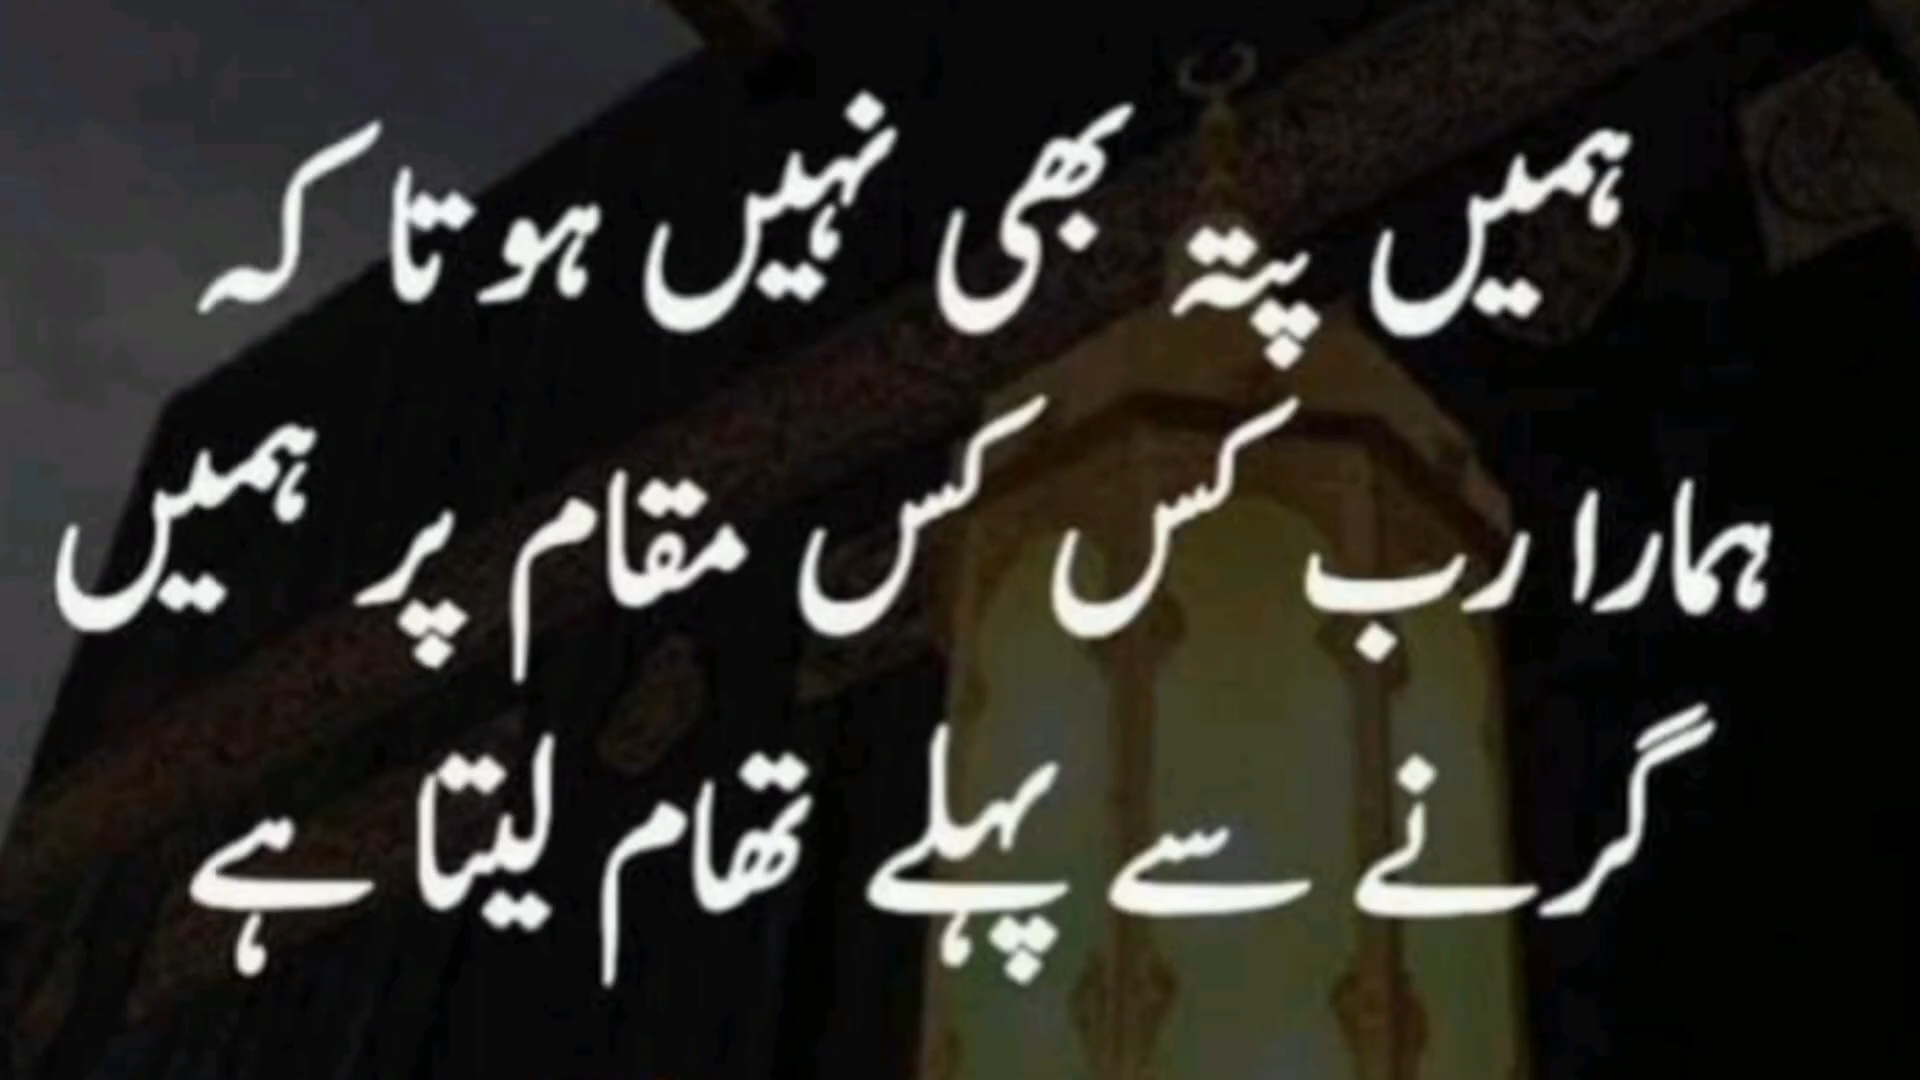 ہمیں پتہ بھی نہیں ہوتا کہ
ہمارا رب کس کس مقام پر ہمیں
گرنے سے پہلے تھام لیتا ہے